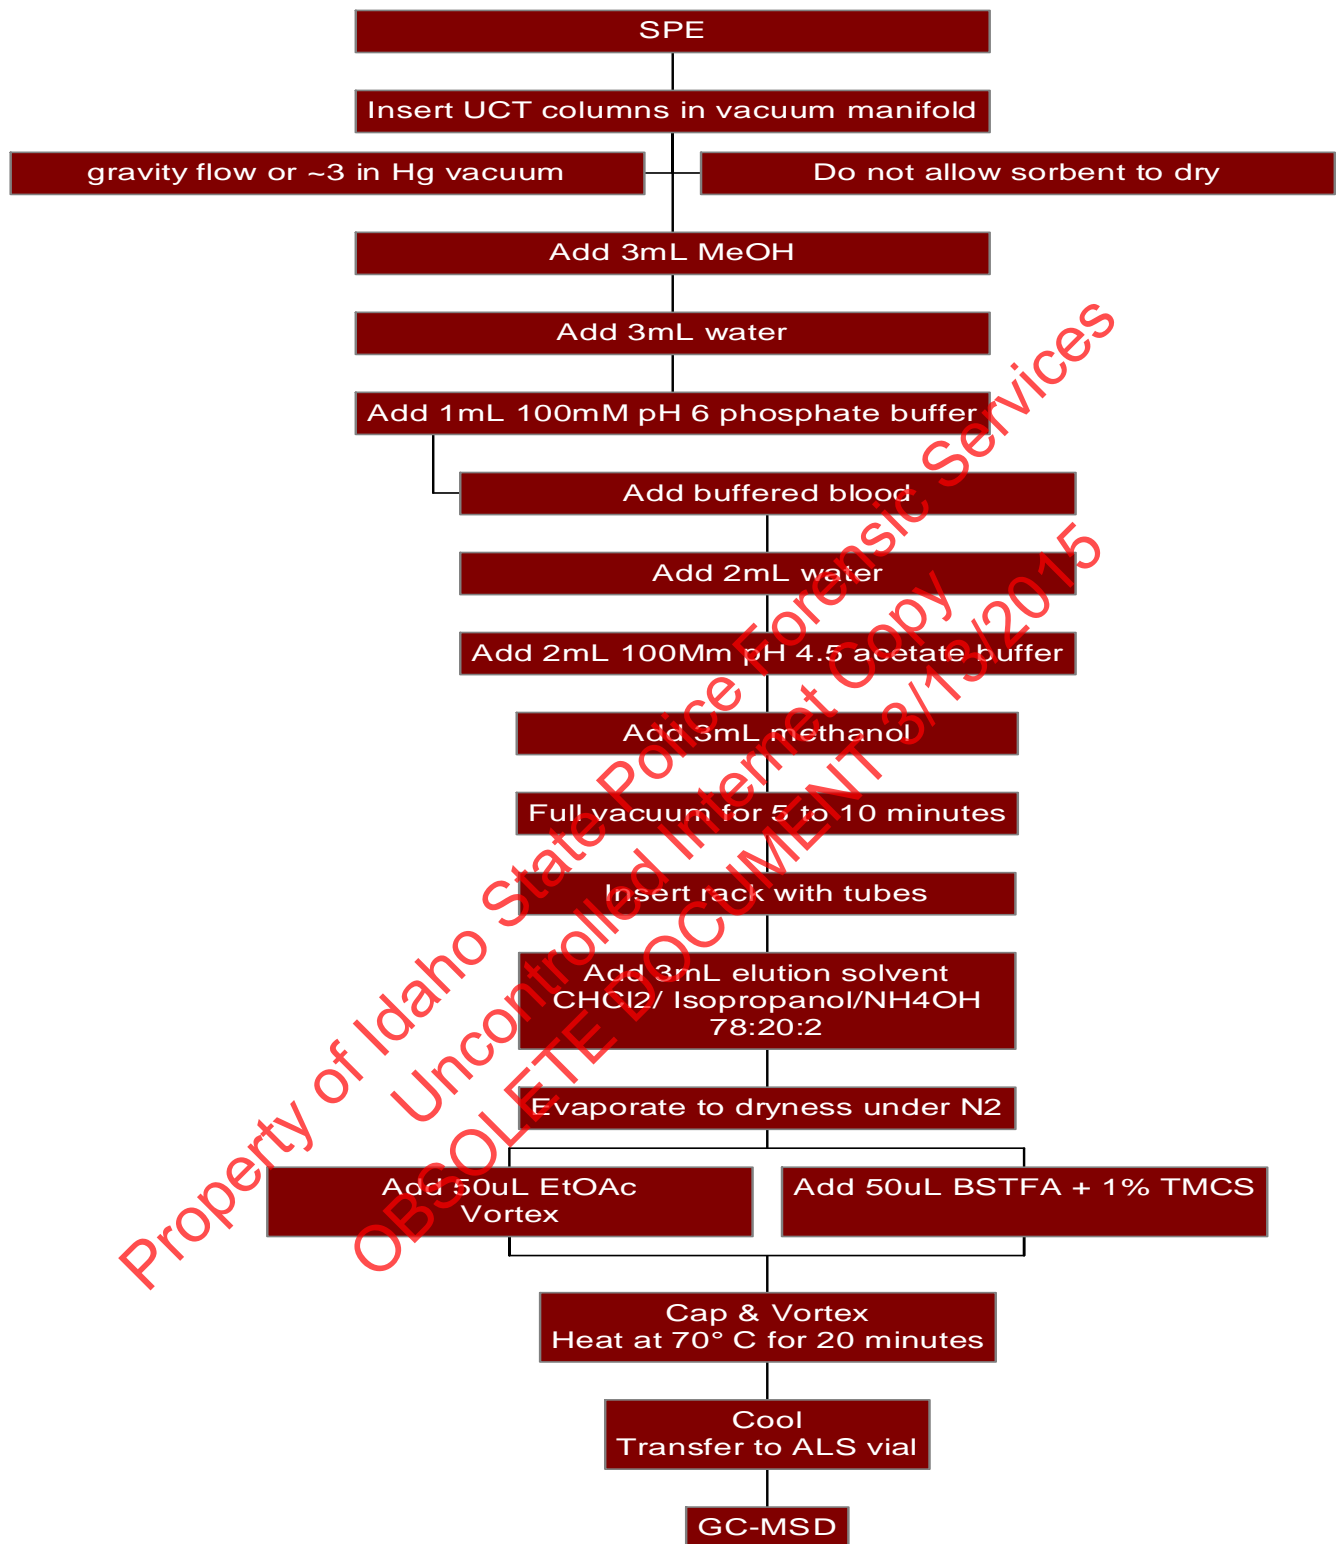 SPE
Insert UCT columns in vacuum manifold
gravity flow or ~3 in Hg vacuum
Do not allow sorbent to dry
Add 3mL MeOH
Add 3mL water
Add 1mL 100mM pH 6 phosphate buffer
Add buffered blood
Add 2mL water
Add 2mL 100Mm pH 4.5 acetate buffer
Add 3mL methanol
Full vacuum for 5 to 10 minutes
Insert rack with tubes
Add 3mL elution solvent
CHCl2/ Isopropanol/NH4OH
78:20:2
Evaporate to dryness under N2
Add 50uL EtOAc
Vortex
Add 50uL BSTFA + 1% TMCS
Cap & Vortex
Heat at 70° C for 20 minutes
Cool
Transfer to ALS vial
GC-MSD
Property of Idaho State Police Forensic Services
Uncontrolled Internet Copy
OBSOLETE DOCUMENT 3/13/2015